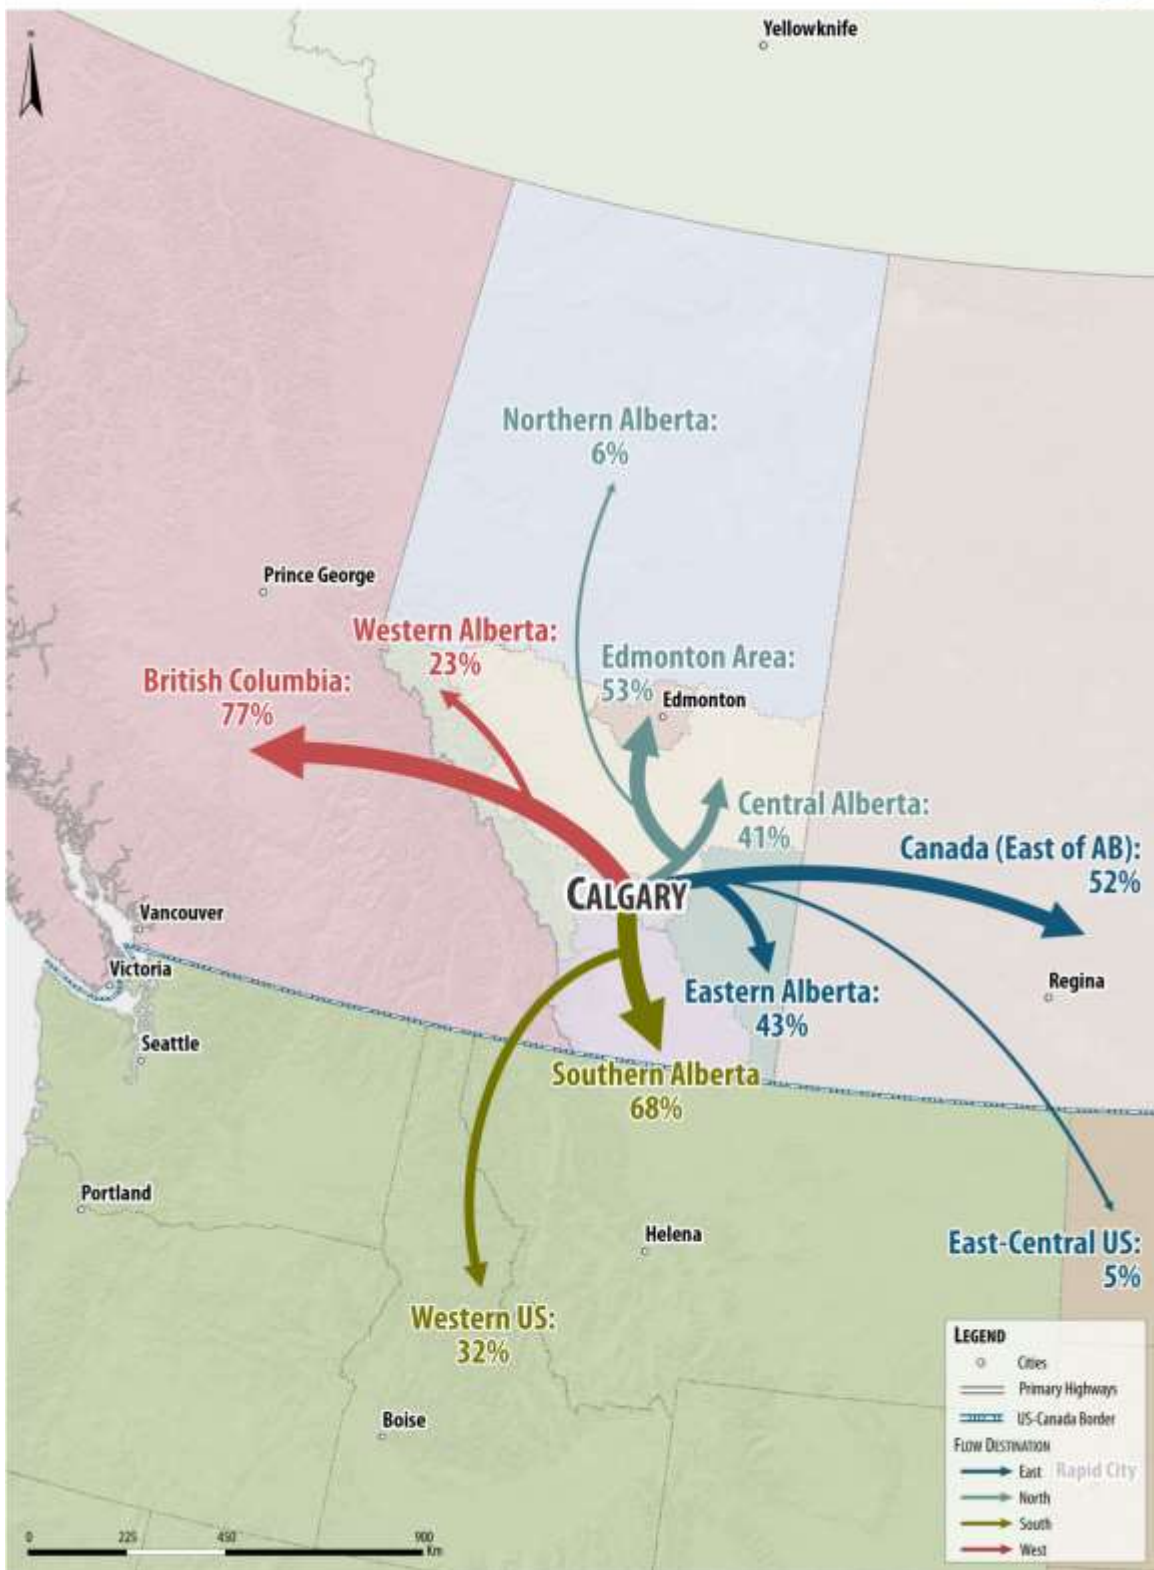 Yellowknife
Northern Alberta:
6%
Prince George
Western Alberta:
23%
Edmonton Area:
53%
Edmonton
British Columbia:
77%
Central Alberta:
41%
Canada (East of AB):
52%
CALGARY
Vancouver
Victoria
Eastern Alberta:
43%
Regina
Seattle
Southern Alberta
68%
Portland
Helena
East-Central US:
5%
Western US:
32%
Boise
LEGEND
Cities
Primary Highways
US-Canada Border
FLOW DESTINATION
East
Rapid City
North
South
West
0 225 450 900
Km